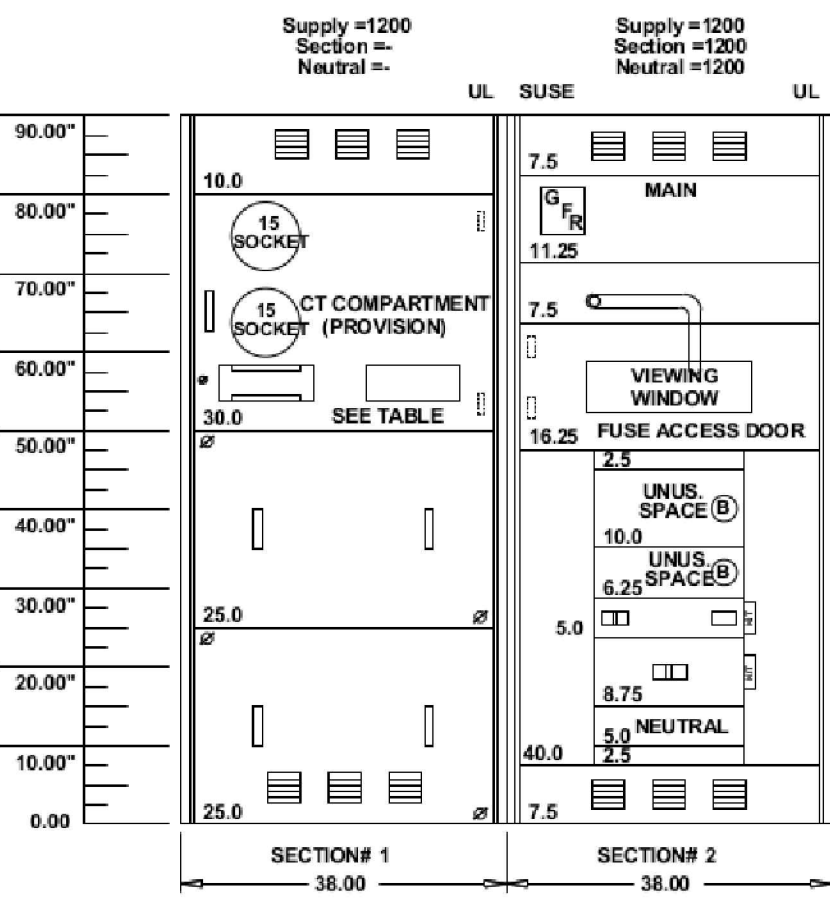 Supply =1200
Section =-
Neutral =-
UL
Supply =1200
Section =1200
Neutral =1200
SUSE
UL
90.00"
80.00"
70.00"
60.00"
50.00"
40.00"
30.00"
20.00"
10.00"
0.00
10.0
15
SOCKET
15
SOCKET
CT COMPARTMENT
(PROVISION)
30.0
SEE TABLE
25.0
25.0
7.5
MAIN
GFR
11.25
7.5
VIEWING
WINDOW
16.25
FUSE ACCESS DOOR
2.5
UNUS.
SPACE B
10.0
UNUS.
SPACE B
6.25
5.0
8.75
NEUTRAL
5.0
40.0
2.5
7.5
SECTION# 1
38.00
SECTION# 2
38.00